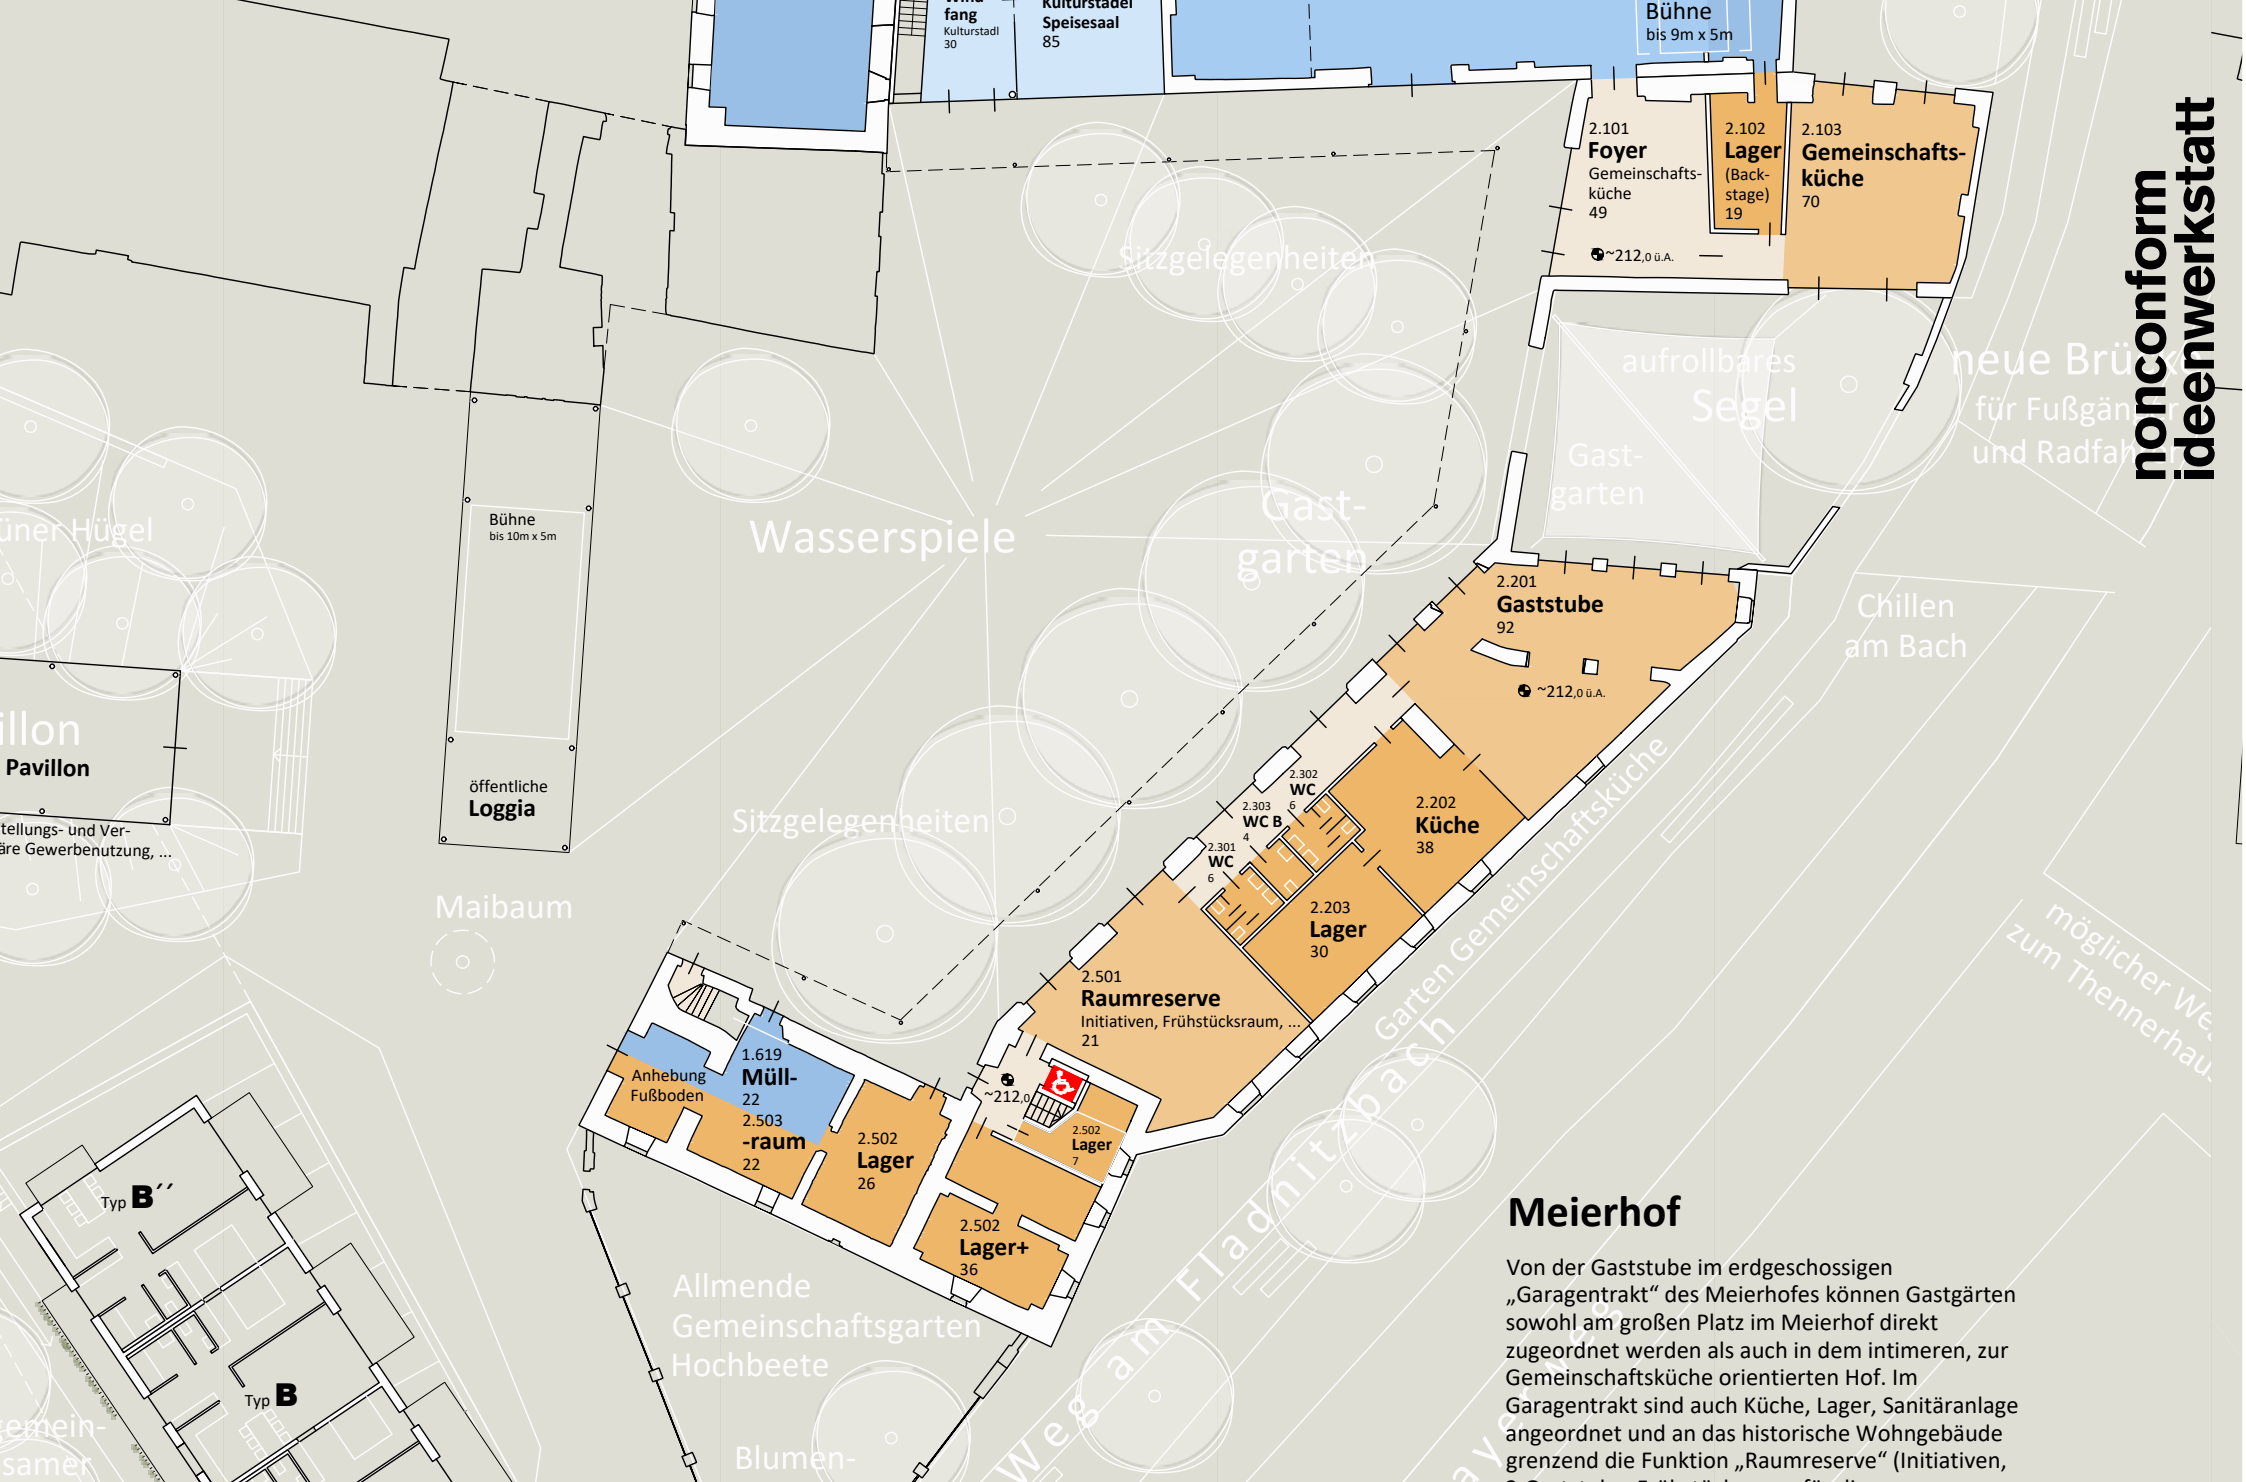 fang
Kulturstadl
30
Kulturstadel
Speisesaal
85
Bühne
bis 9m x 5m
2.101
Foyer
Gemeinschafts-
küche
49
~212,0 ü.A.
2.102
Lager
(Back-
stage)
19
2.103
Gemeinschafts-
küche
70
nonconform
ideenwerkstatt
Sitzgelegenheiten
aufrollbares
Segel
Gast-
garten
neue Brücke
für Fußgänger
und Radfahrer
Bühne
bis 10m x 5m
Wasserspiele
Gast-
garten
üner Hügel
2.201
Gaststube
92
~212,0 ü.A.
Chillen
am Bach
illon
Pavillon
tellungs- und Ver-
äre Gewerbenutzung, ...
öffentliche
Loggia
Sitzgelegenheiten
Maibaum
2.302
WC
6
2.303
WC B
4
2.301
WC
6
2.202
Küche
38
2.203
Lager
30
Garten Gemeinschaftsküche
möglicher We
zum Thennerhau
2.501
Raumreserve
Initiativen, Frühstücksraum, ...
21
1.619
Müll-
22
2.503
-raum
22
Anhebung
Fußboden
2.502
Lager
26
~212,0
2.502
Lager
7
2.502
Lager+
36
Weg am Fladnitzbach
Typ B´´
Typ B
Allmende
Gemeinschaftsgarten
Hochbeete
Blumen-
gemein-
samer
ayer weg
Meierhof
Von der Gaststube im erdgeschossigen
„Garagentrakt“ des Meierhofes können Gastgärten
sowohl am großen Platz im Meierhof direkt
zugeordnet werden als auch in dem intimeren, zur
Gemeinschaftsküche orientierten Hof. Im
Garagentrakt sind auch Küche, Lager, Sanitäranlage
angeordnet und an das historische Wohngebäude
grenzend die Funktion „Raumreserve“ (Initiativen,